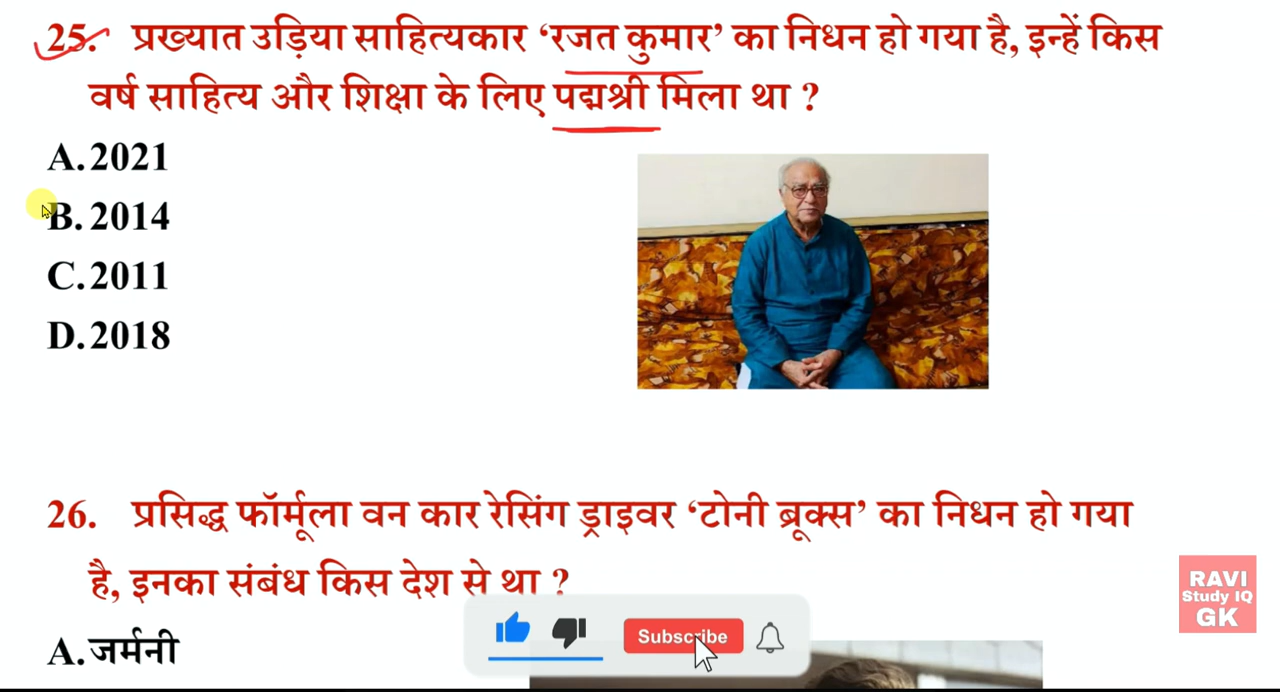 25. प्रख्यात उड़िया साहित्यकार ‘रजत कुमार’ का निधन हो गया है, इन्हें किस
वर्ष साहित्य और शिक्षा के लिए पद्मश्री मिला था ?
A. 2021
B. 2014
C. 2011
D. 2018
26. प्रसिद्ध फॉर्मूला वन कार रेसिंग ड्राइवर ‘टोनी ब्रूक्स’ का निधन हो गया
है, इनका संबंध किस देश से था ?
A. जर्मनी
Subscribe
RAVI
Study IQ
GK